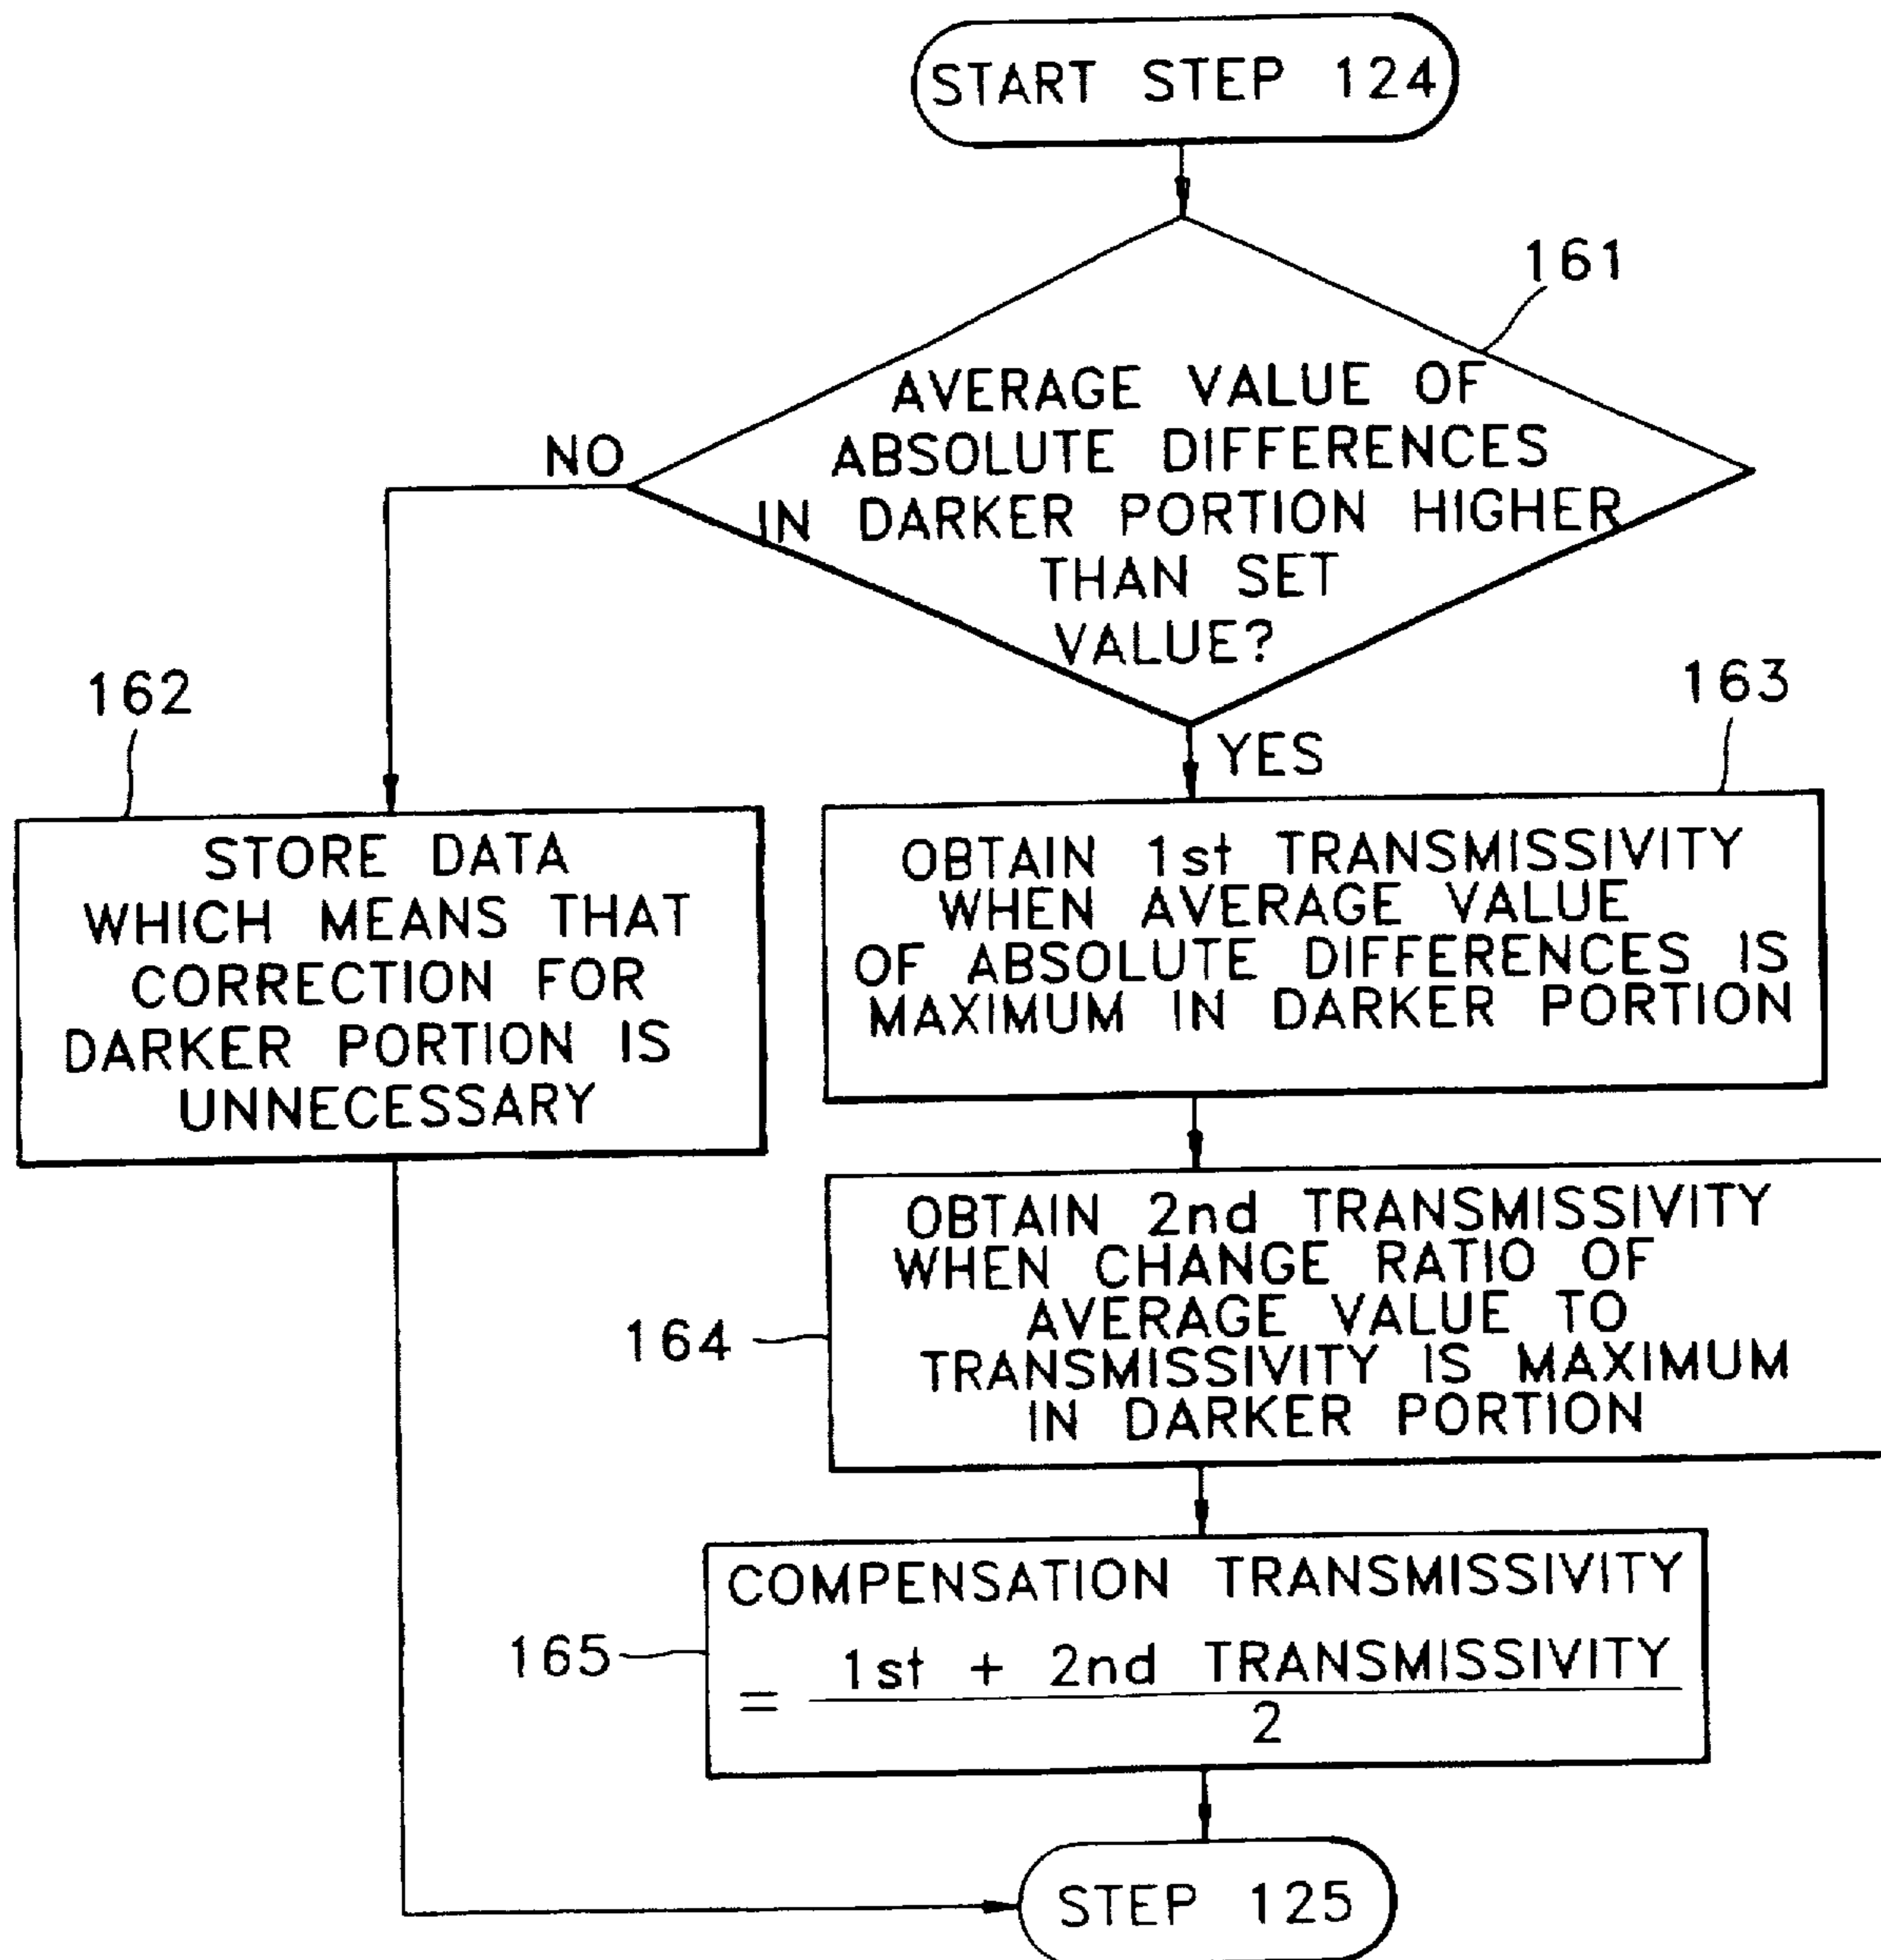 START STEP 124
161
AVERAGE VALUE OF
ABSOLUTE DIFFERENCES
IN DARKER PORTION HIGHER
THAN SET
VALUE?
NO
YES
162
STORE DATA
WHICH MEANS THAT
CORRECTION FOR
DARKER PORTION IS
UNNECESSARY
163
OBTAIN 1st TRANSMISSIVITY
WHEN AVERAGE VALUE
OF ABSOLUTE DIFFERENCES IS
MAXIMUM IN DARKER PORTION
164
OBTAIN 2nd TRANSMISSIVITY
WHEN CHANGE RATIO OF
AVERAGE VALUE TO
TRANSMISSIVITY IS MAXIMUM
IN DARKER PORTION
165
COMPENSATION TRANSMISSIVITY
= 1st + 2nd TRANSMISSIVITY
2
STEP 125